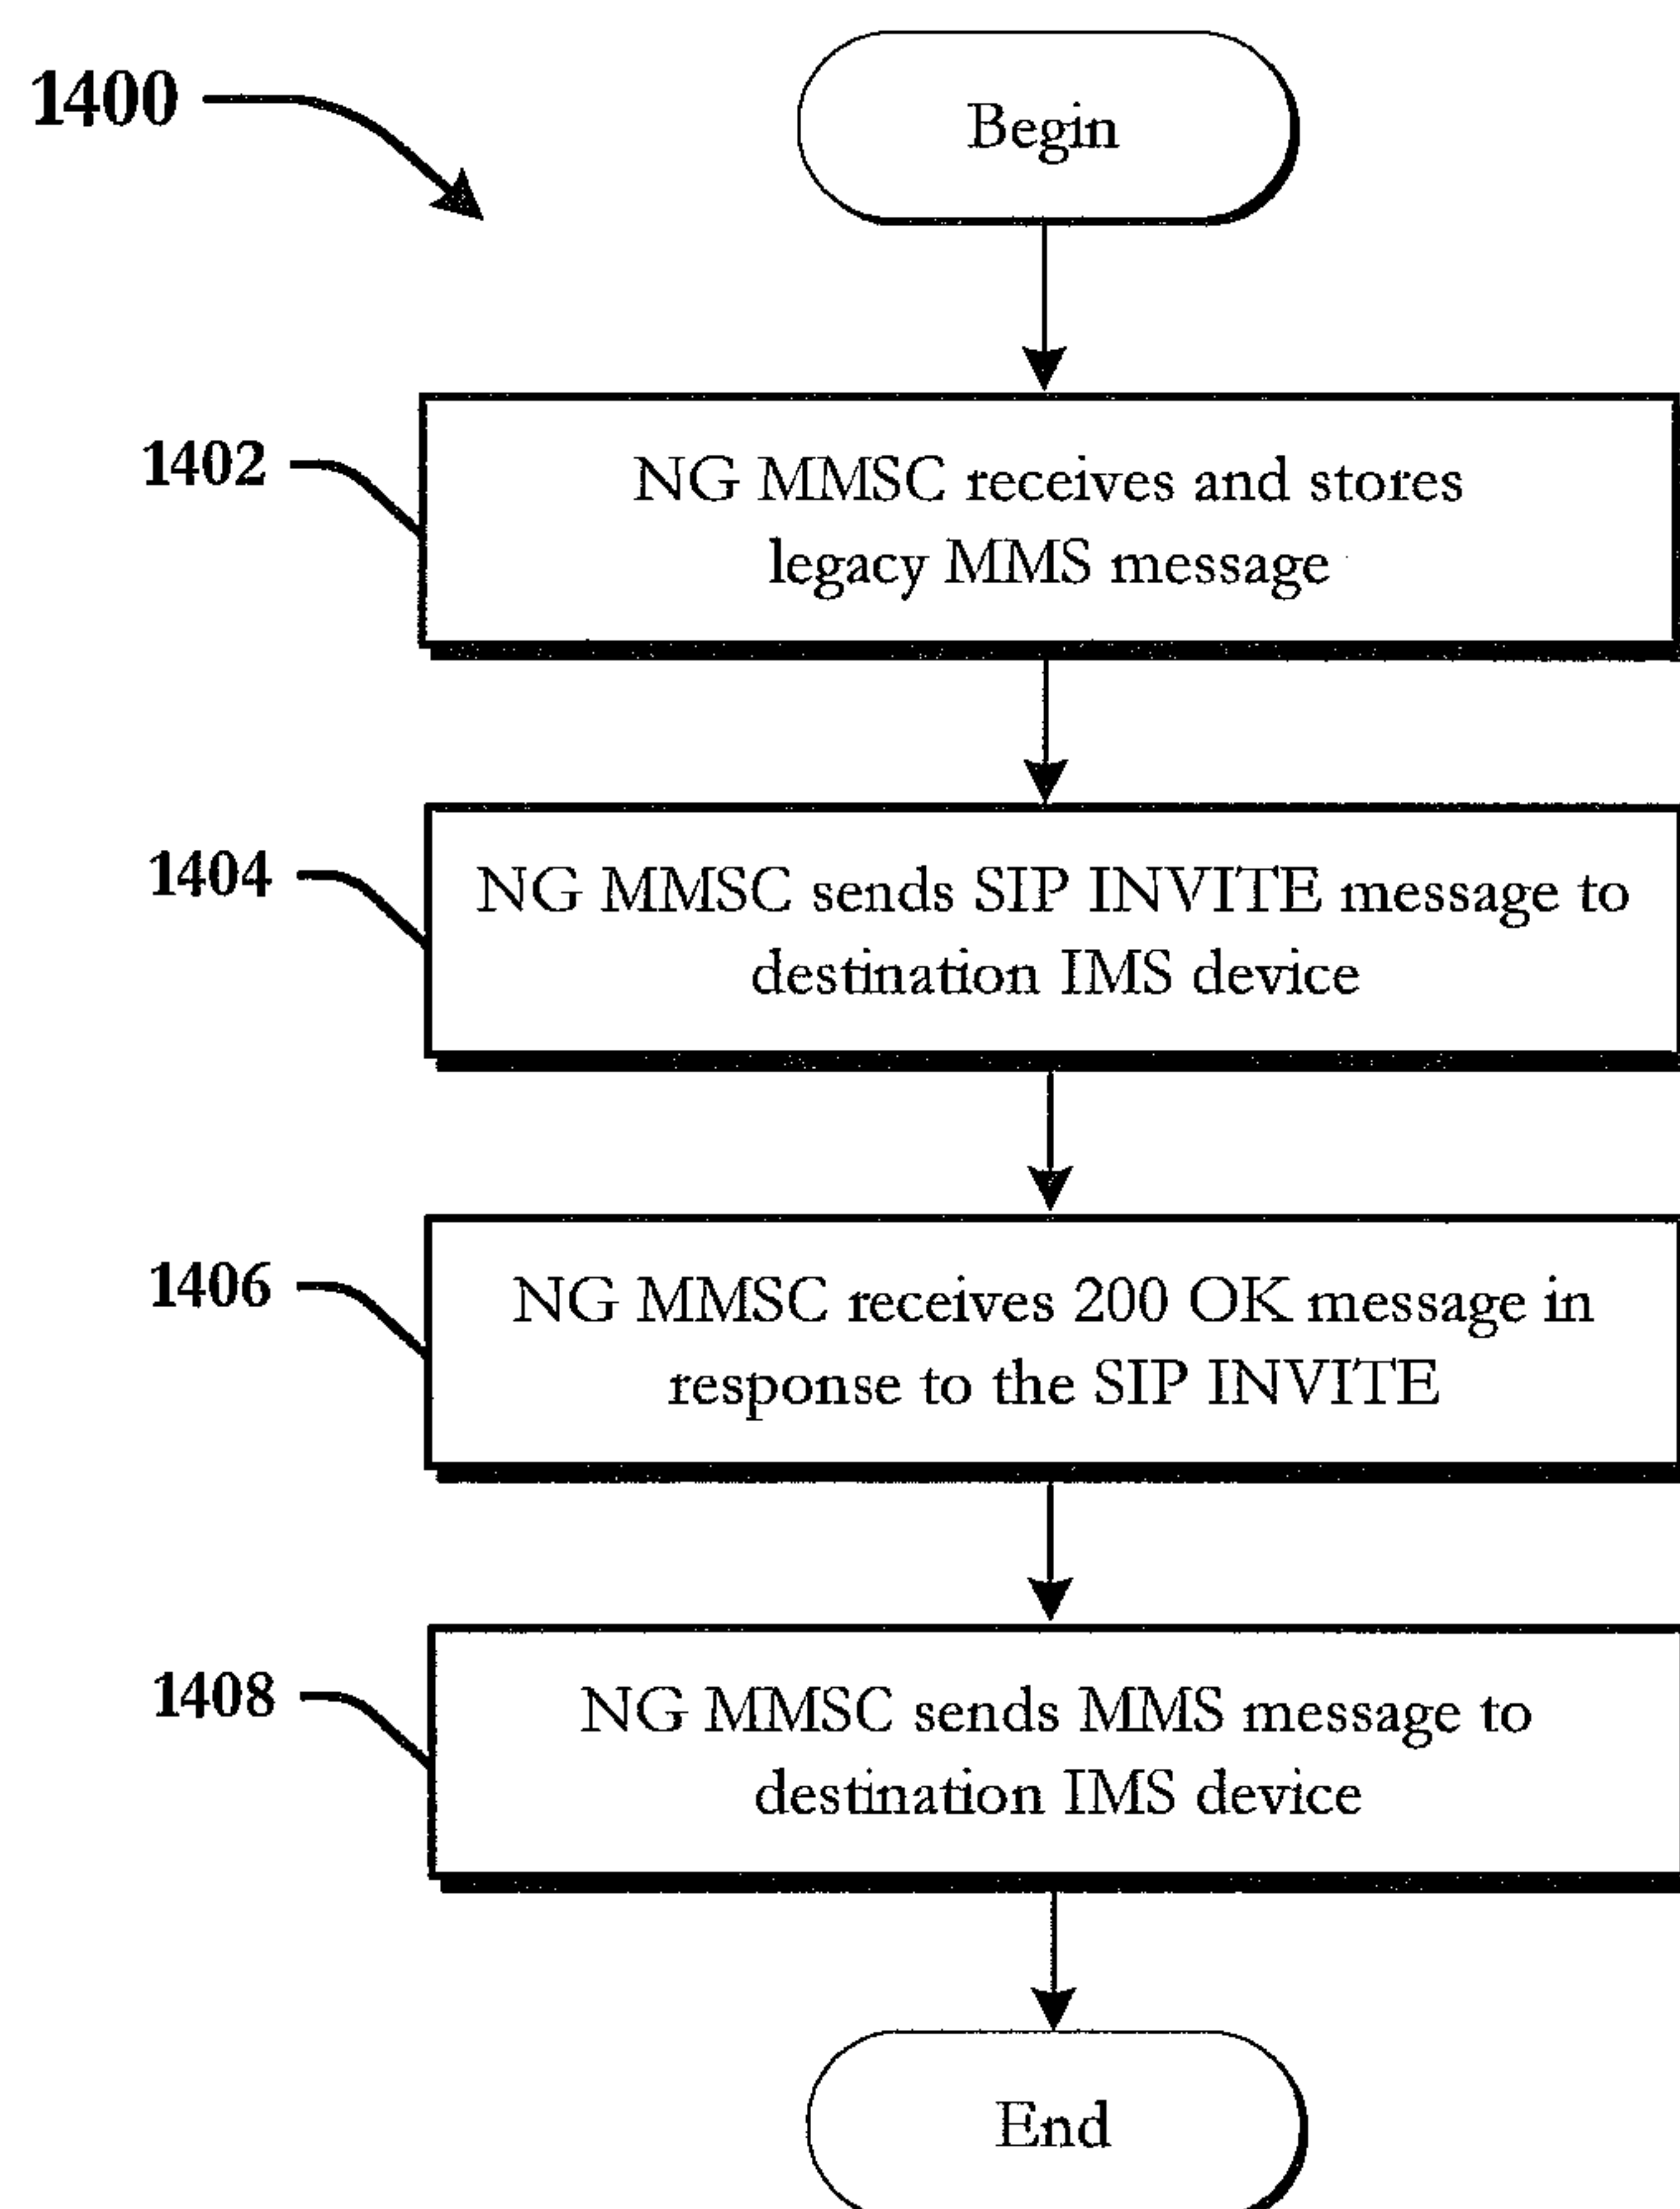 1400
Begin
1402
NG MMSC receives and stores
legacy MMS message
1404
NG MMSC sends SIP INVITE message to
destination IMS device
1406
NG MMSC receives 200 OK message in
response to the SIP INVITE
1408
NG MMSC sends MMS message to
destination IMS device
End